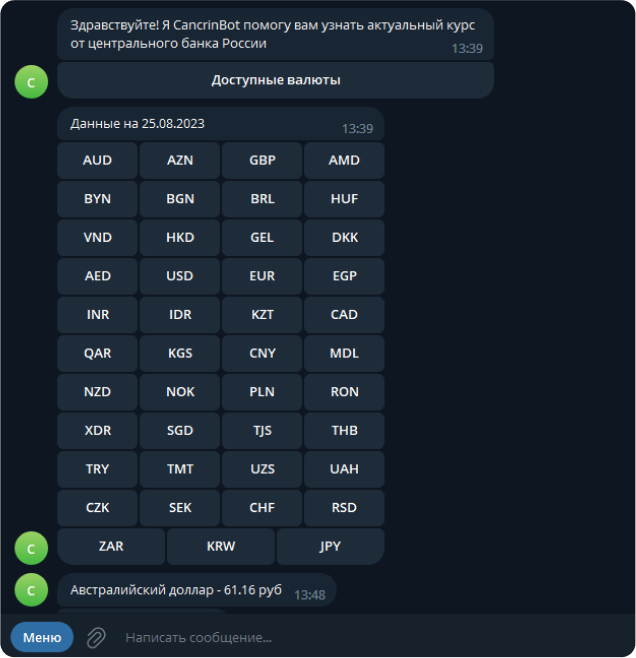 Здравствуйте! Я CancrinBot помогу вам узнать актуальный курс
от центрального банка России
13:39
C
Доступные валюты
Данные на 25.08.2023
13:39
AUD AZN GBP AMD
BYN BGN BRL HUF
VND HKD GEL DKK
AED USD EUR EGP
INR IDR KZT CAD
QAR KGS CNY MDL
NZD NOK PLN RON
XDR SGD TJS THB
TRY TMT UZS UAH
CZK SEK CHF RSD
C
ZAR KRW JPY
C
Австралийский доллар - 61.16 руб 13:48
Меню Написать сообщение...